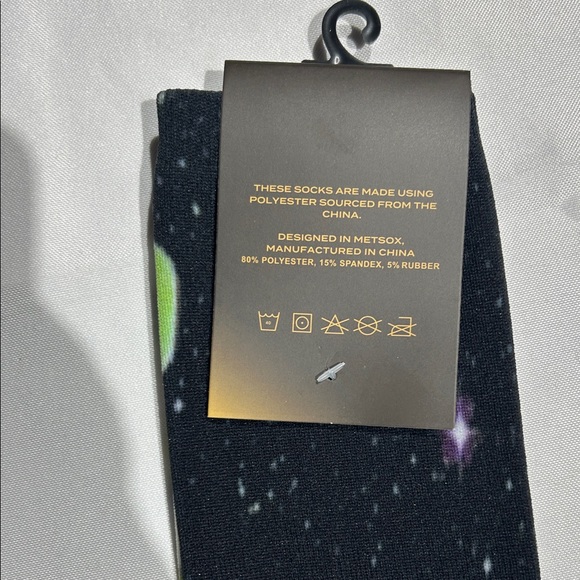 THESE SOCKS ARE MADE USING
POLYESTER SOURCED FROM THE
CHINA.
DESIGNED IN METSOX,
MANUFACTURED IN CHINA
80% POLYESTER, 15% SPANDEX, 5% RUBBER